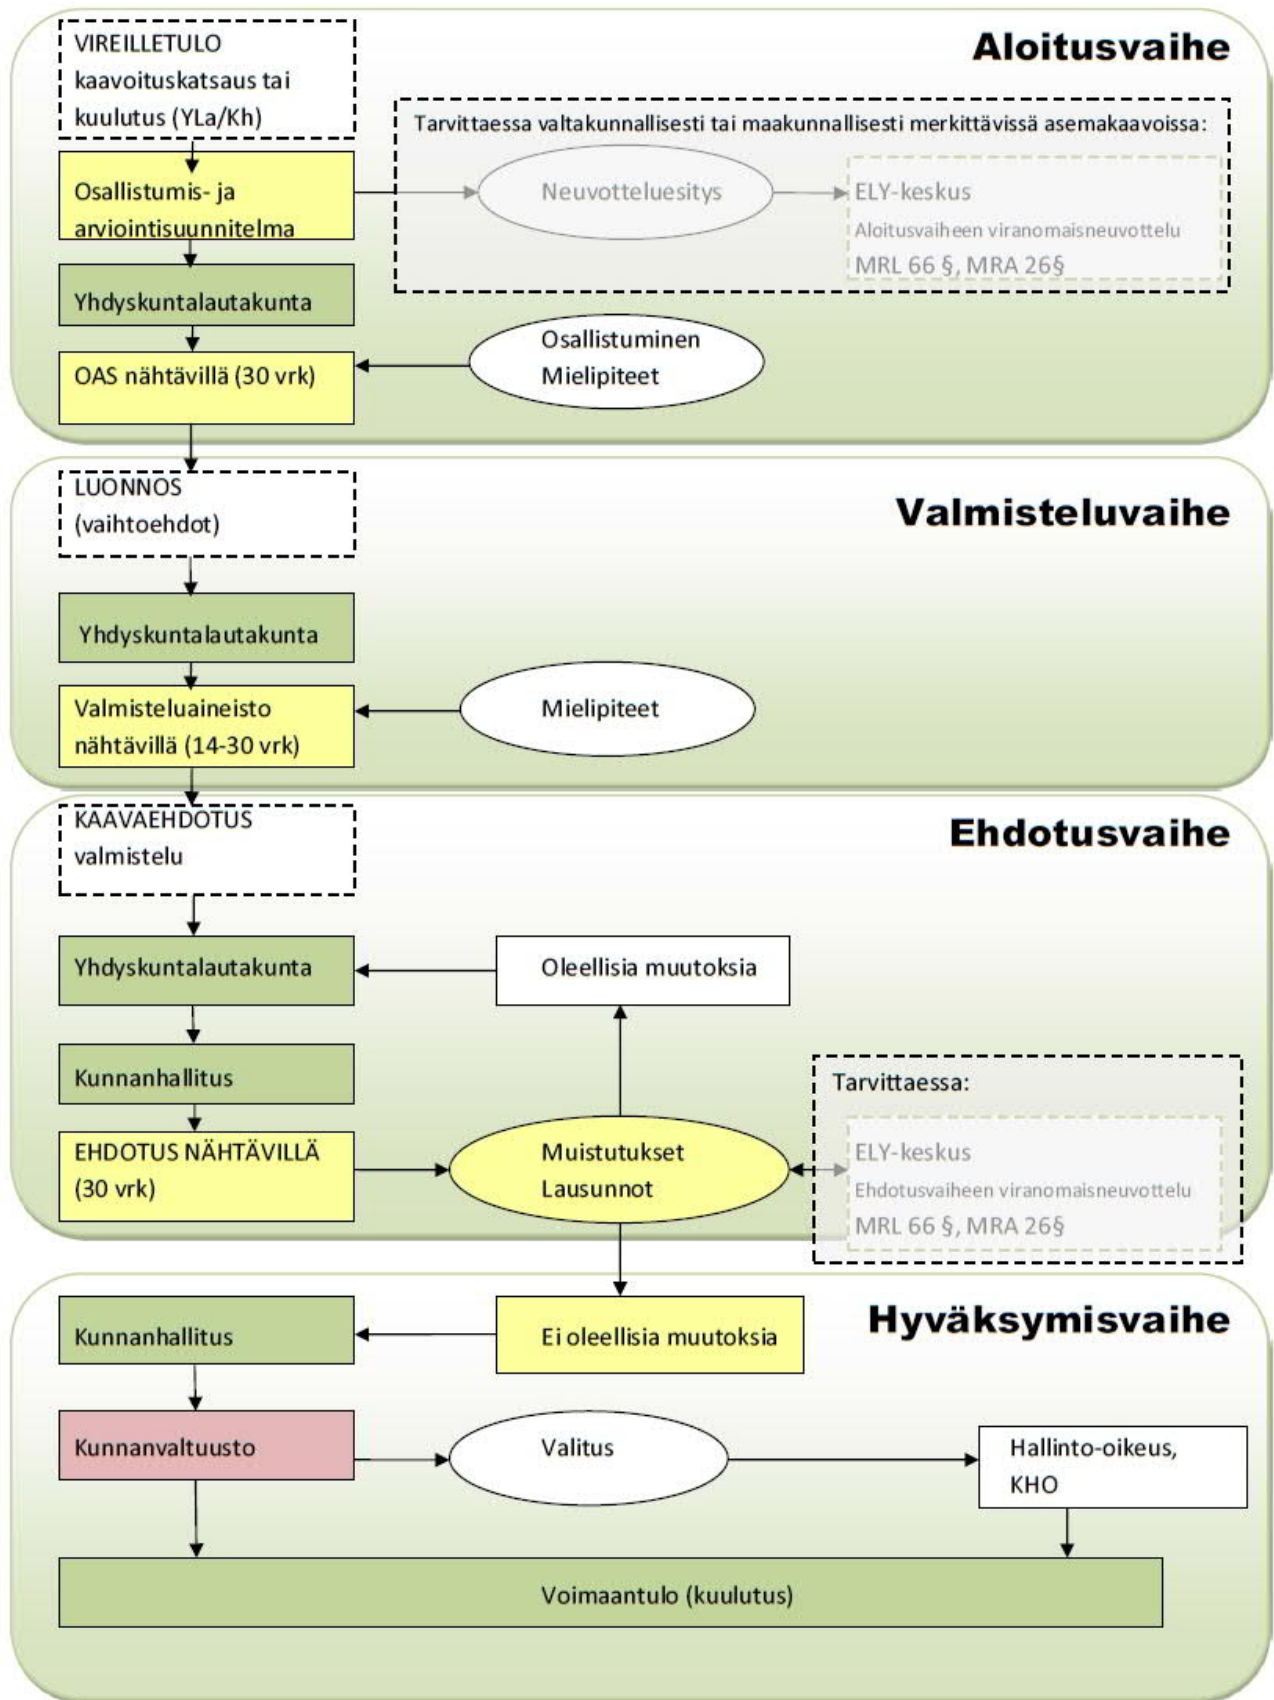 Aloitusvaihe
VIREILLETULO
kaavoituskatsaus tai
kuulutus (YLa/Kh)
Tarvittaessa valtakunnallisesti tai maakunnallisesti merkittävissä asemakaavoissa:
Osallistumis- ja
arviointisuunnitelma
Neuvotteluesitys
ELY-keskus
Aloitusvaiheen viranomaisneuvottelu
MRL 66 §, MRA 26§
Yhdyskuntalautakunta
OAS nähtävillä (30 vrk)
Osallistuminen
Mielipiteet
Valmisteluvaihe
LUONNOS
(vaihtoehdot)
Yhdyskuntalautakunta
Valmisteluaineisto
nähtävillä (14-30 vrk)
Mielipiteet
Ehdotusvaihe
KAAVAEHDOTUS
valmistelu
Yhdyskuntalautakunta
Oleellisia muutoksia
Kunnanhallitus
EHDOTUS NÄHTÄVILLÄ
(30 vrk)
Muistutukset
Lausunnot
Tarvittaessa:
ELY-keskus
Ehdotusvaiheen viranomaisneuvottelu
MRL 66 §, MRA 26§
Hyväksymisvaihe
Kunnanhallitus
Ei oleellisia muutoksia
Kunnanvaltuusto
Valitus
Hallinto-oikeus,
KHO
Voimaantulo (kuulutus)